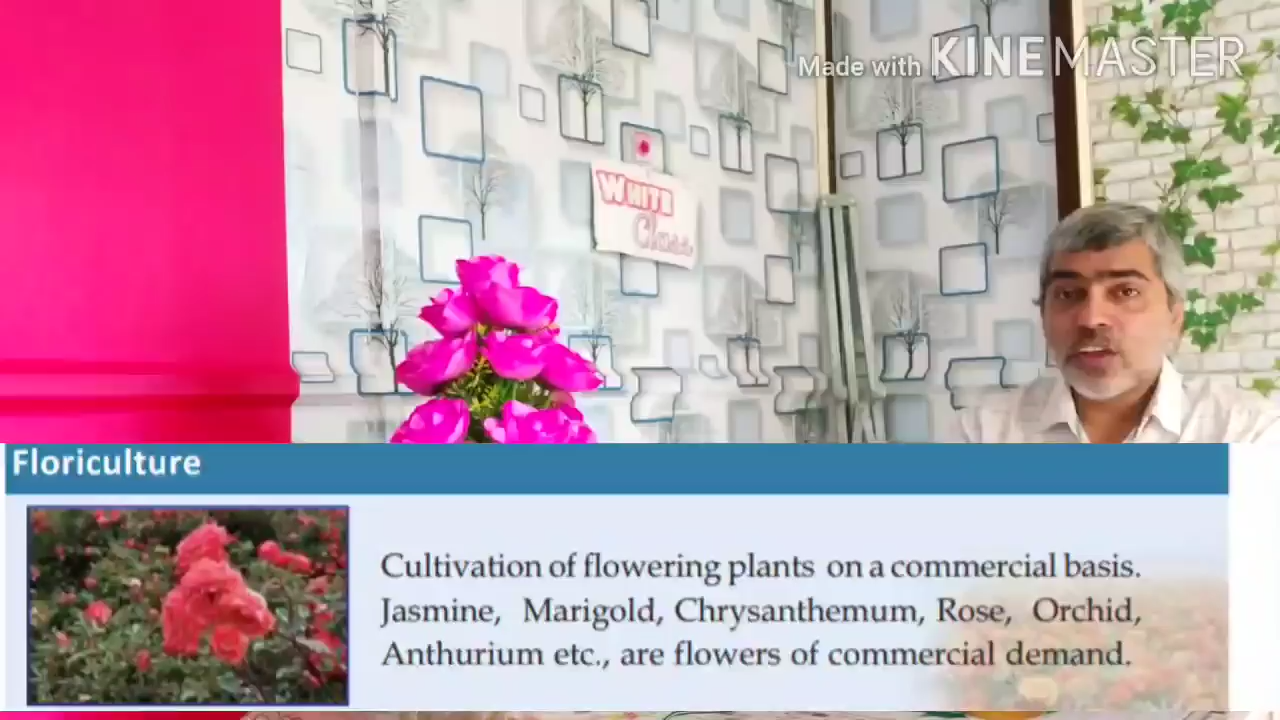 Made with KINEMASTER
WHITE
Class
Floriculture
Cultivation of flowering plants on a commercial basis.
Jasmine, Marigold, Chrysanthemum, Rose, Orchid,
Anthurium etc., are flowers of commercial demand.